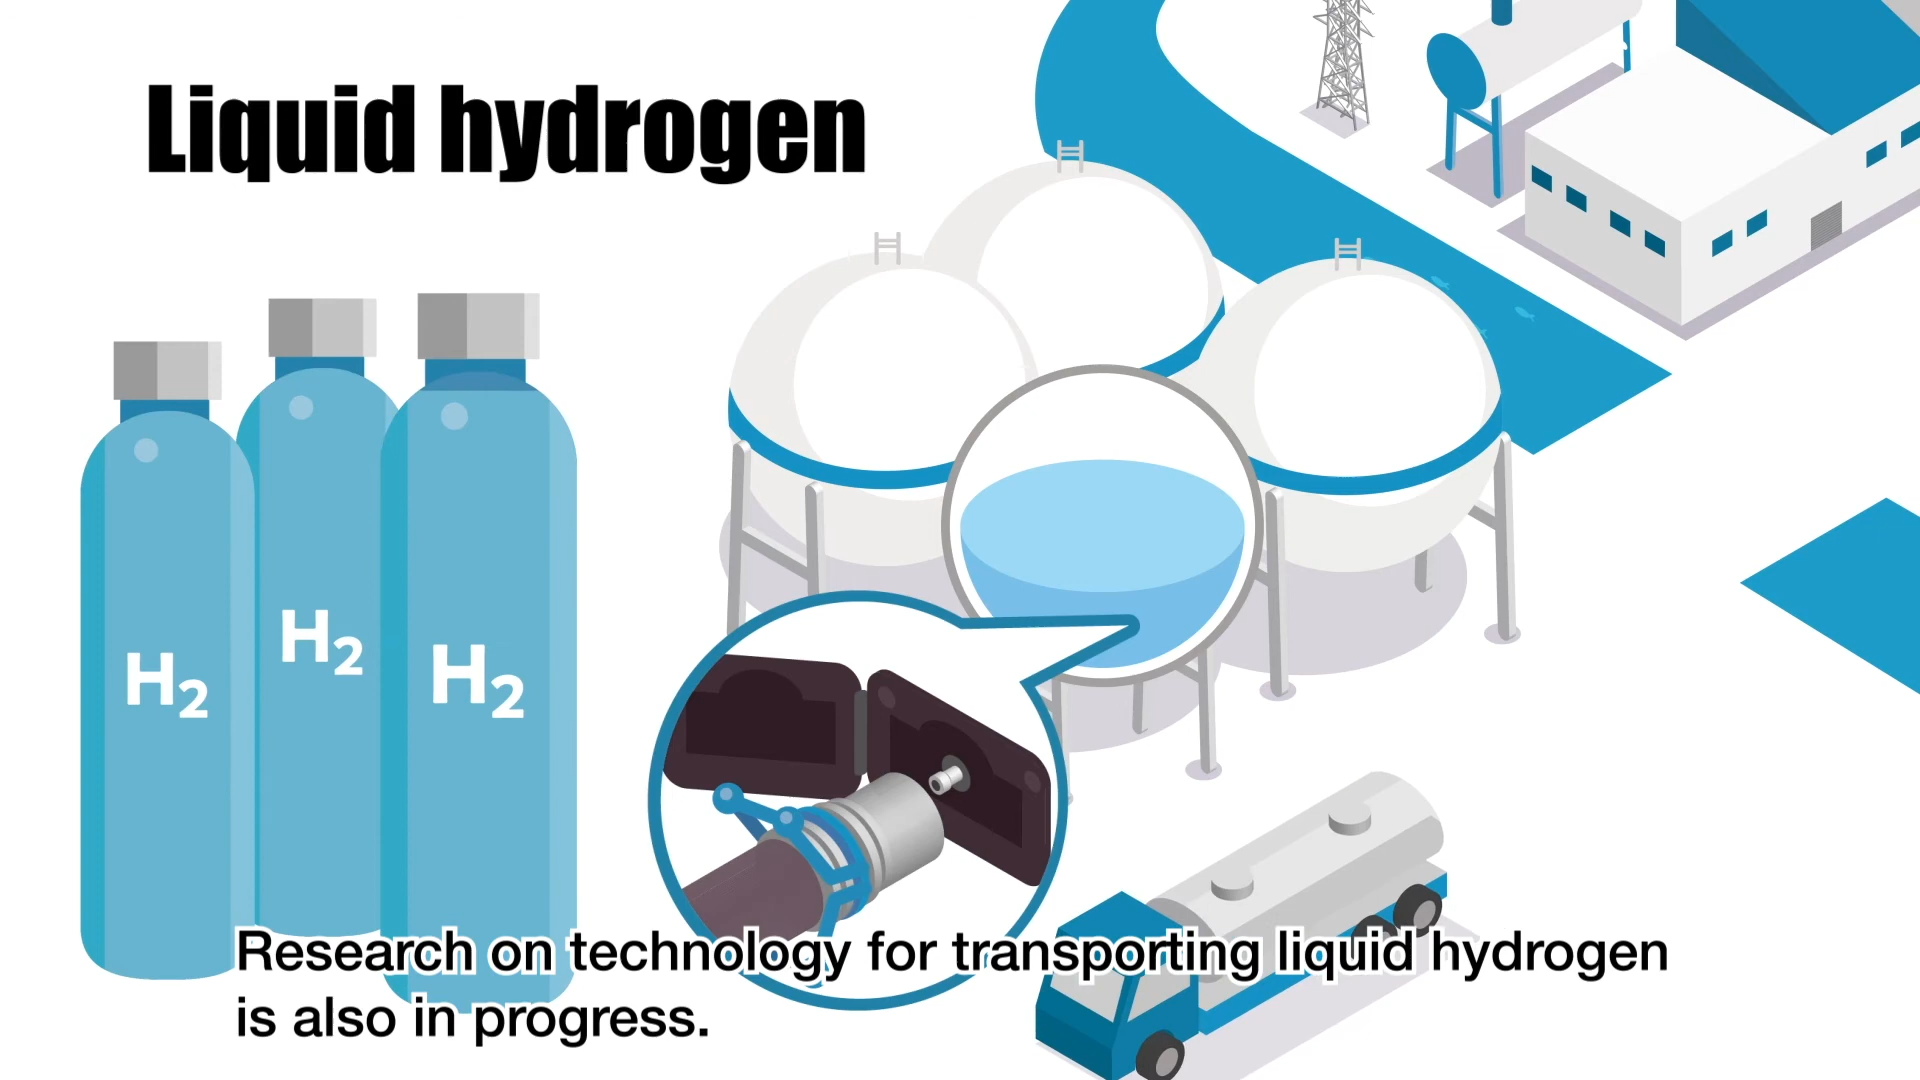 Liquid hydrogen
H₂
H₂
H₂
Research on technology for transporting liquid hydrogen
is also in progress.